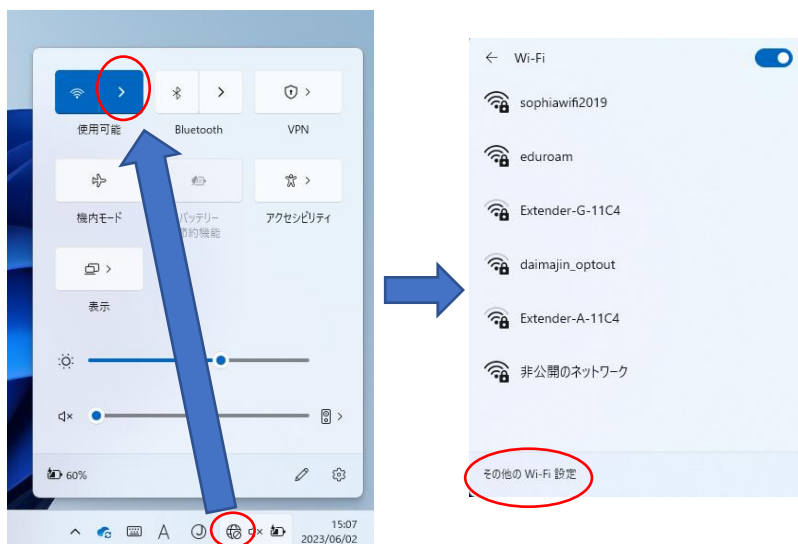 使用可能
Bluetooth
VPN
機内モード
バッテリー
節約機能
アクセシビリティ
表示
60%
A
15:07
2023/06/02
Wi-Fi
sophiawifi2019
eduroam
Extender-G-11C4
daimajin_optout
Extender-A-11C4
非公開のネットワーク
その他の Wi-Fi 設定